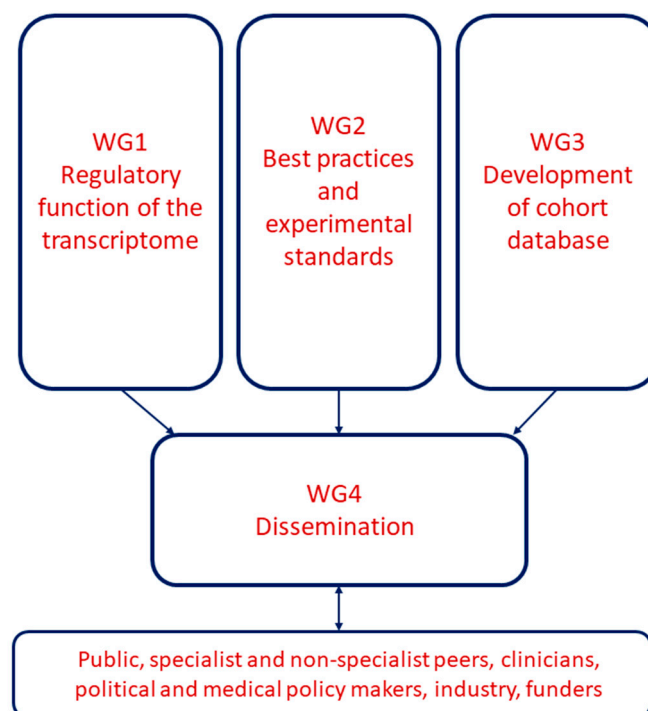 WG1
Regulatory
function of the
transcriptome
WG2
Best practices
and
experimental
standards
WG3
Development
of cohort
database
WG4
Dissemination
Public, specialist and non-specialist peers, clinicians,
political and medical policy makers, industry, funders